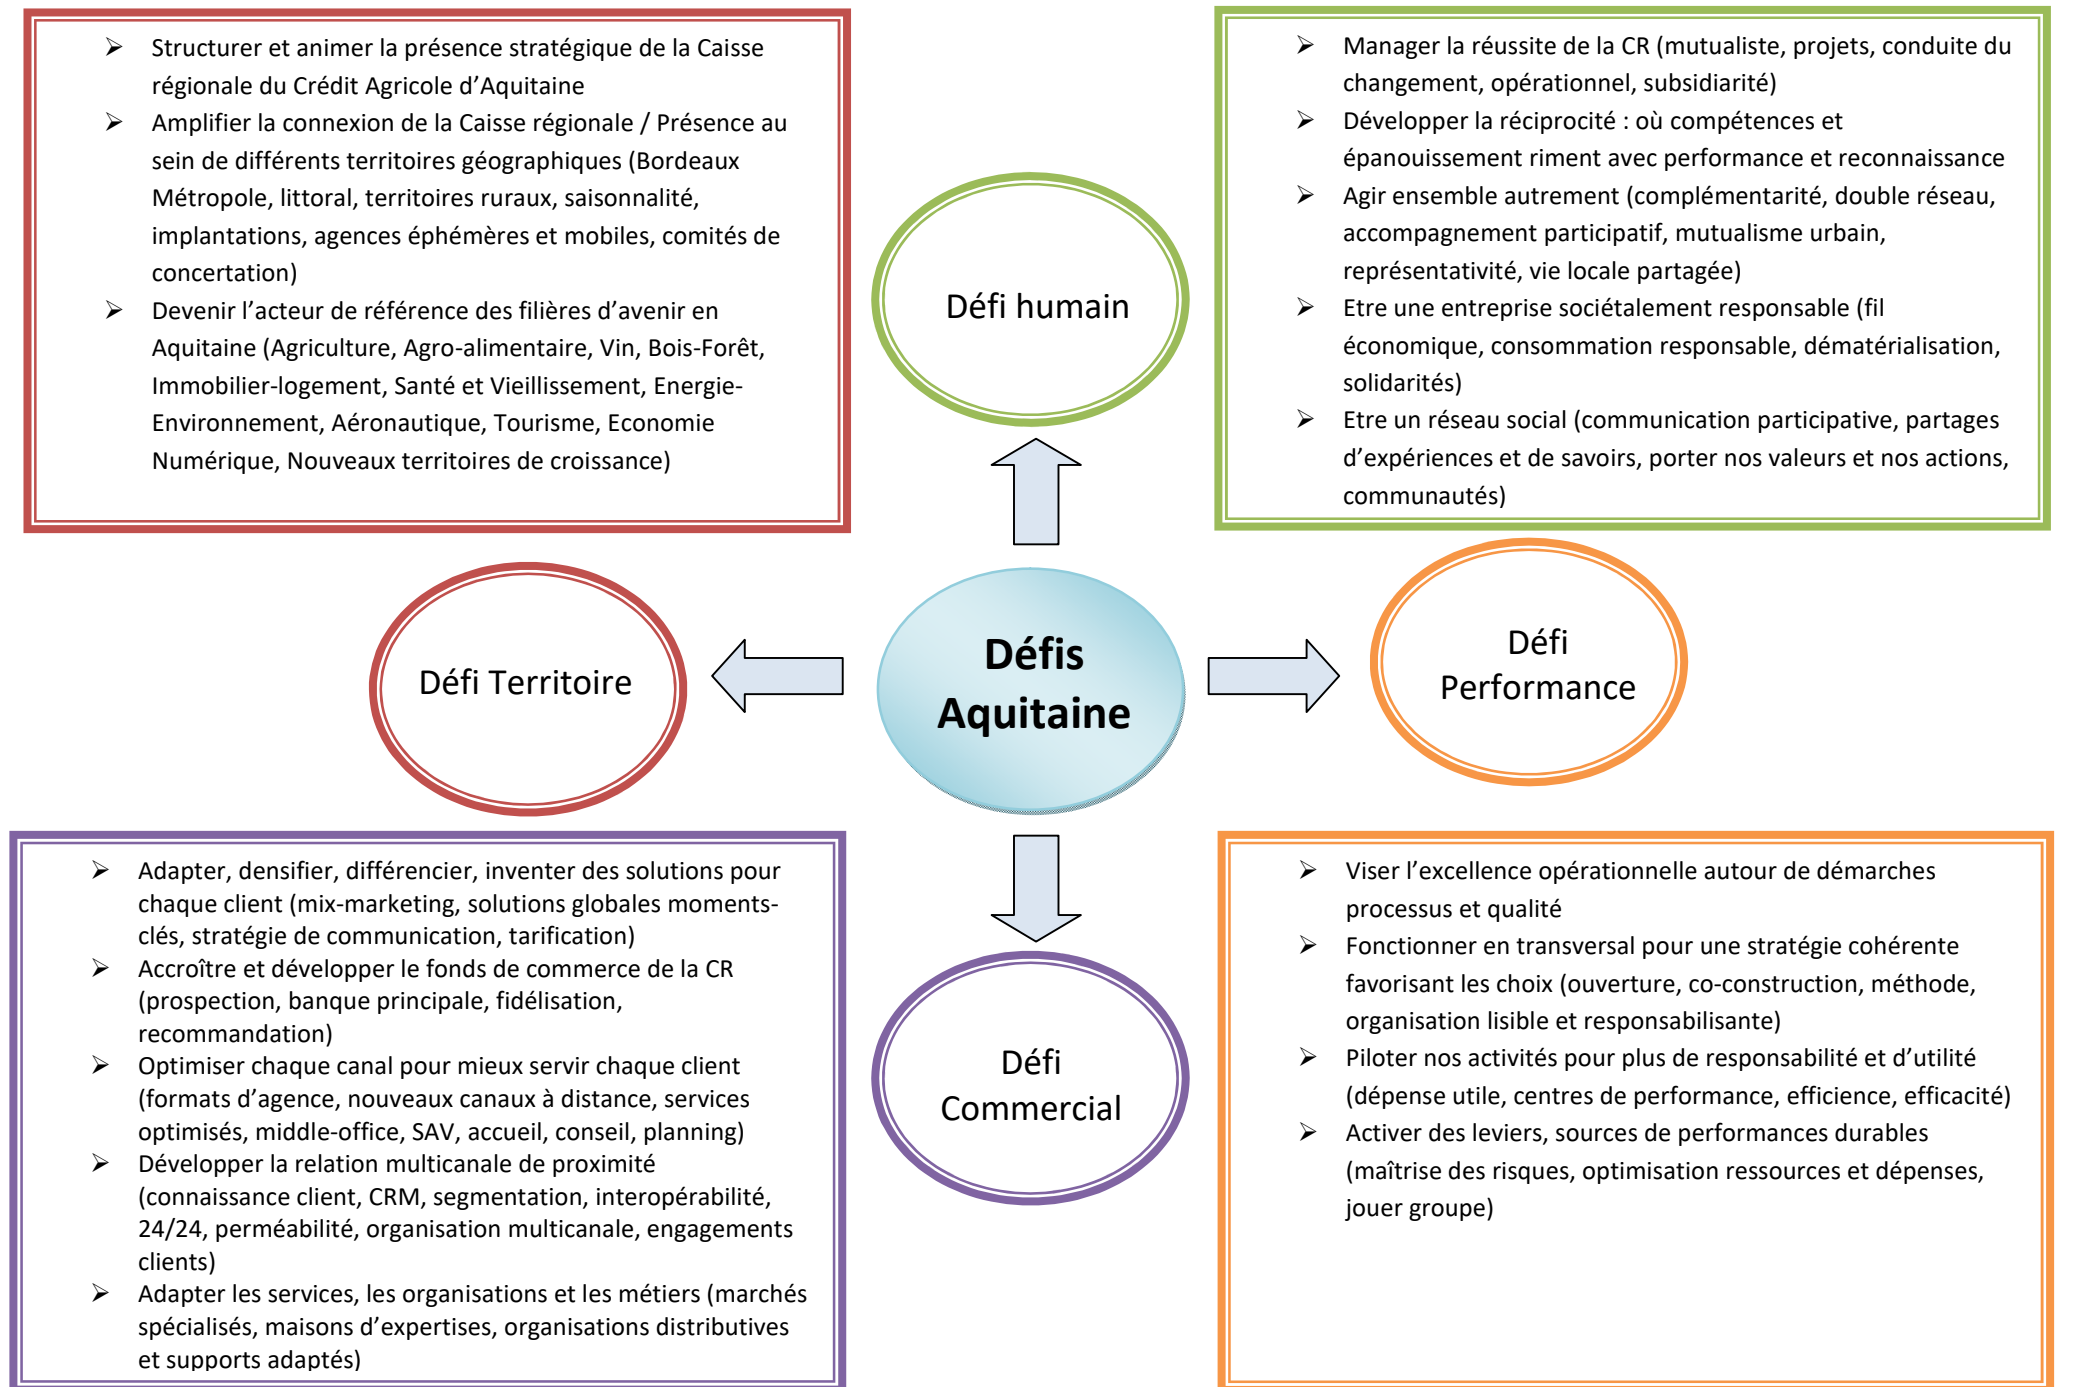 ➢ Structurer et animer la présence stratégique de la Caisse
régionale du Crédit Agricole d’Aquitaine
➢ Amplifier la connexion de la Caisse régionale / Présence au
sein de différents territoires géographiques (Bordeaux
Métropole, littoral, territoires ruraux, saisonnalité,
implantations, agences éphémères et mobiles, comités de
concertation)
➢ Devenir l’acteur de référence des filières d’avenir en
Aquitaine (Agriculture, Agro-alimentaire, Vin, Bois-Forêt,
Immobilier-logement, Santé et Vieillissement, Energie-
Environnement, Aéronautique, Tourisme, Economie
Numérique, Nouveaux territoires de croissance)
Défi humain
➢ Manager la réussite de la CR (mutualiste, projets, conduite du
changement, opérationnel, subsidiarité)
➢ Développer la réciprocité : où compétences et
épanouissement riment avec performance et reconnaissance
➢ Agir ensemble autrement (complémentarité, double réseau,
accompagnement participatif, mutualisme urbain,
représentativité, vie locale partagée)
➢ Etre une entreprise sociétalement responsable (fil
économique, consommation responsable, dématérialisation,
solidarités)
➢ Etre un réseau social (communication participative, partages
d’expériences et de savoirs, porter nos valeurs et nos actions,
communautés)
Défi Territoire
Défis
Aquitaine
Défi
Performance
➢ Adapter, densifier, différencier, inventer des solutions pour
chaque client (mix-marketing, solutions globales moments-
clés, stratégie de communication, tarification)
➢ Accroître et développer le fonds de commerce de la CR
(prospection, banque principale, fidélisation,
recommandation)
➢ Optimiser chaque canal pour mieux servir chaque client
(formats d’agence, nouveaux canaux à distance, services
optimisés, middle-office, SAV, accueil, conseil, planning)
➢ Développer la relation multicanale de proximité
(connaissance client, CRM, segmentation, interopérabilité,
24/24, perméabilité, organisation multicanale, engagements
clients)
➢ Adapter les services, les organisations et les métiers (marchés
spécialisés, maisons d’expertises, organisations distributives
et supports adaptés)
Défi
Commercial
➢ Viser l’excellence opérationnelle autour de démarches
processus et qualité
➢ Fonctionner en transversal pour une stratégie cohérente
favorisant les choix (ouverture, co-construction, méthode,
organisation lisible et responsabilisante)
➢ Piloter nos activités pour plus de responsabilité et d’utilité
(dépense utile, centres de performance, efficience, efficacité)
➢ Activer des leviers, sources de performances durables
(maîtrise des risques, optimisation ressources et dépenses,
jouer groupe)